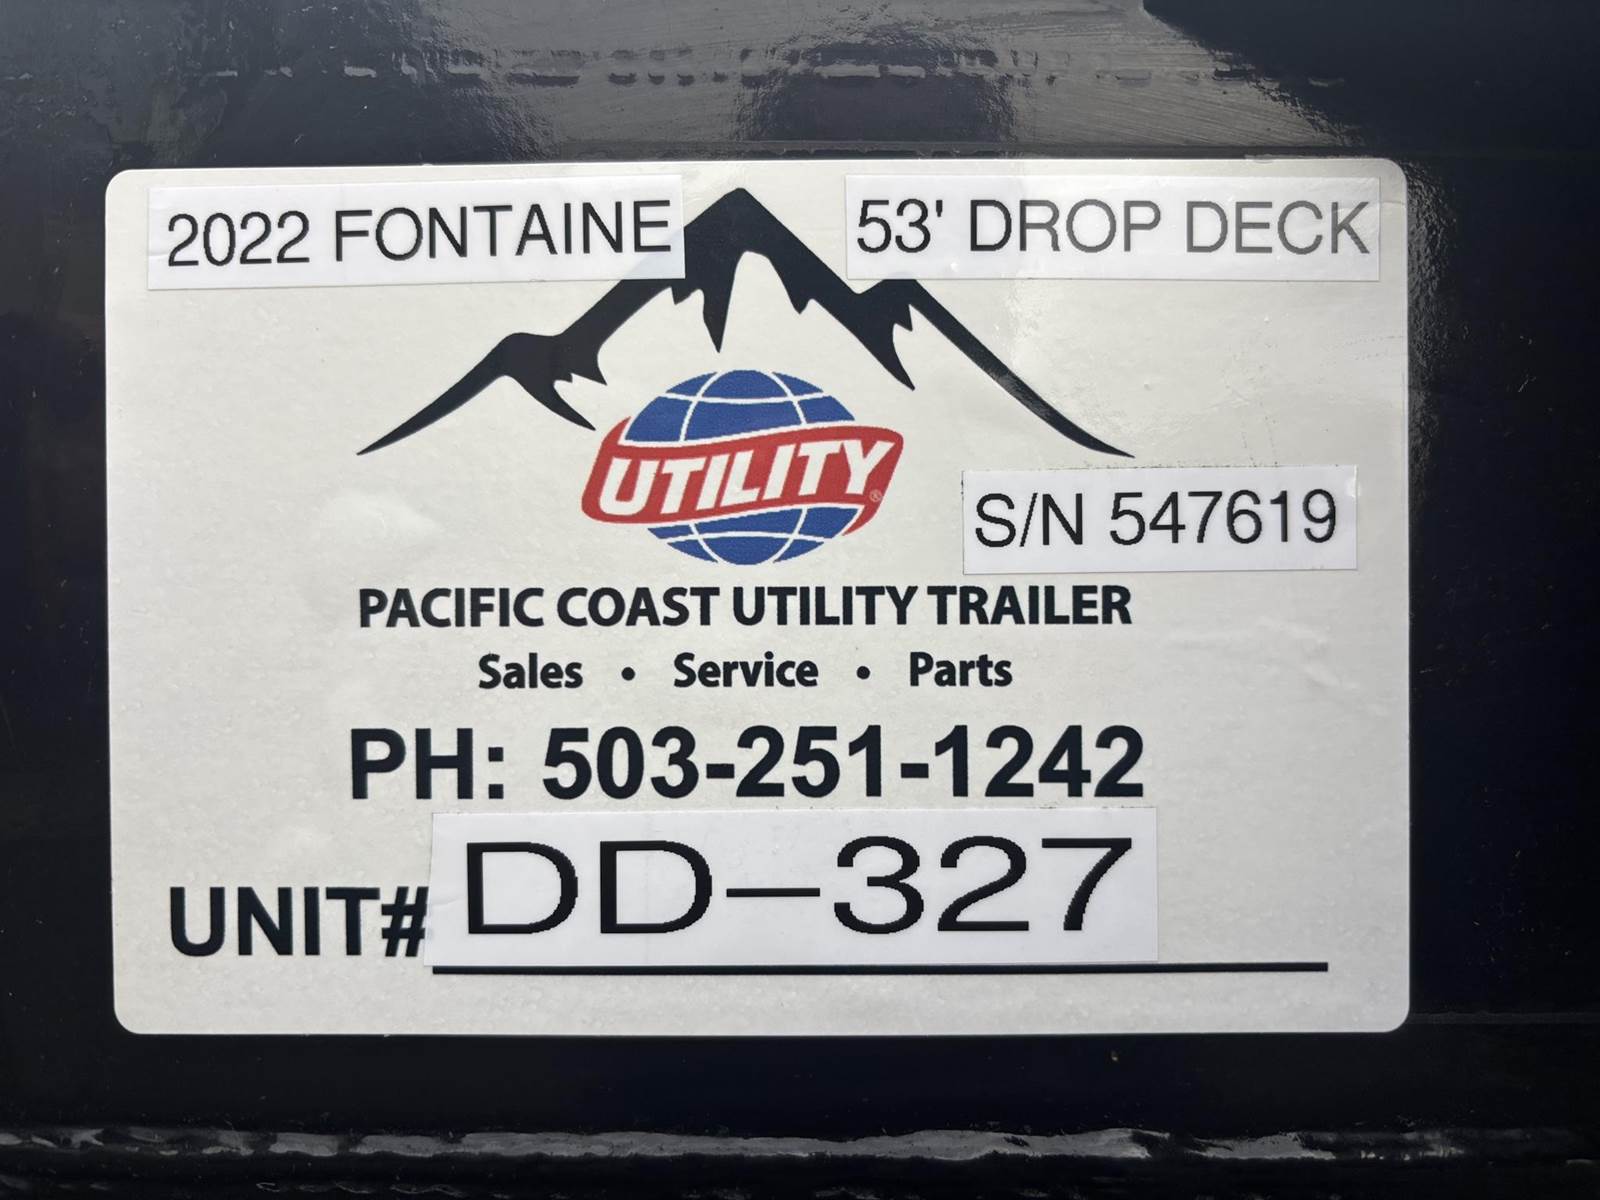 2022 FONTAINE
53' DROP DECK
UTILITY®
S/N 547619
PACIFIC COAST UTILITY TRAILER
Sales • Service • Parts
PH: 503-251-1242
UNIT# DD-327